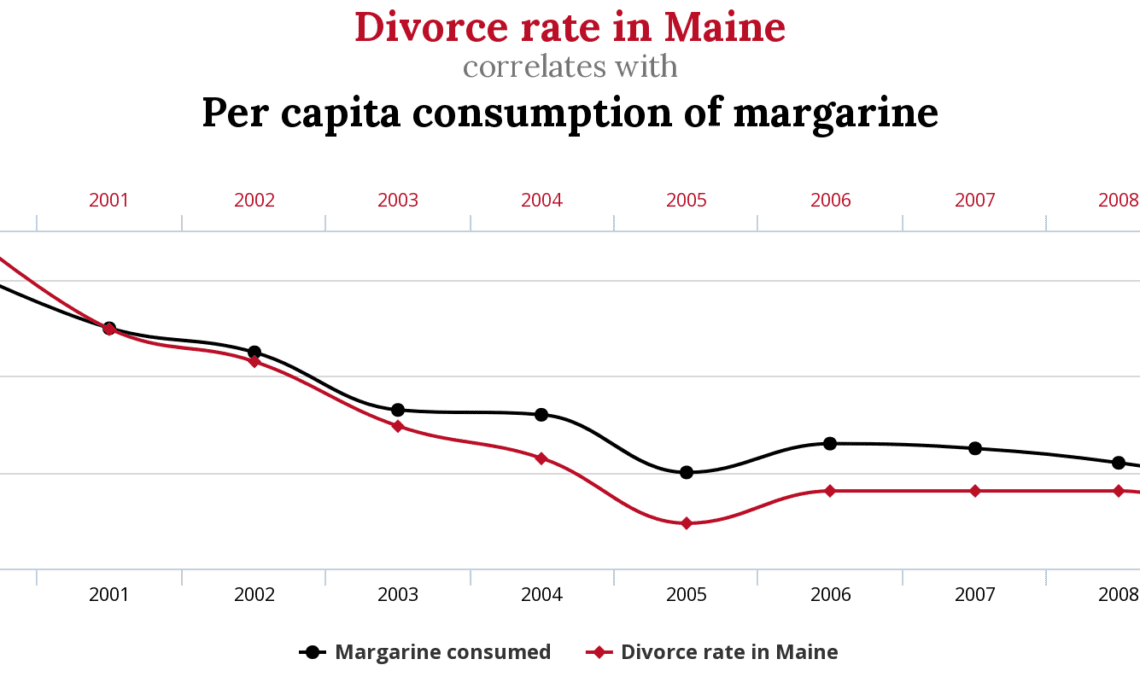 Divorce rate in Maine
correlates with
Per capita consumption of margarine
2001 2002 2003 2004 2005 2006 2007 2008
2001 2002 2003 2004 2005 2006 2007 2008
Margarine consumed Divorce rate in Maine